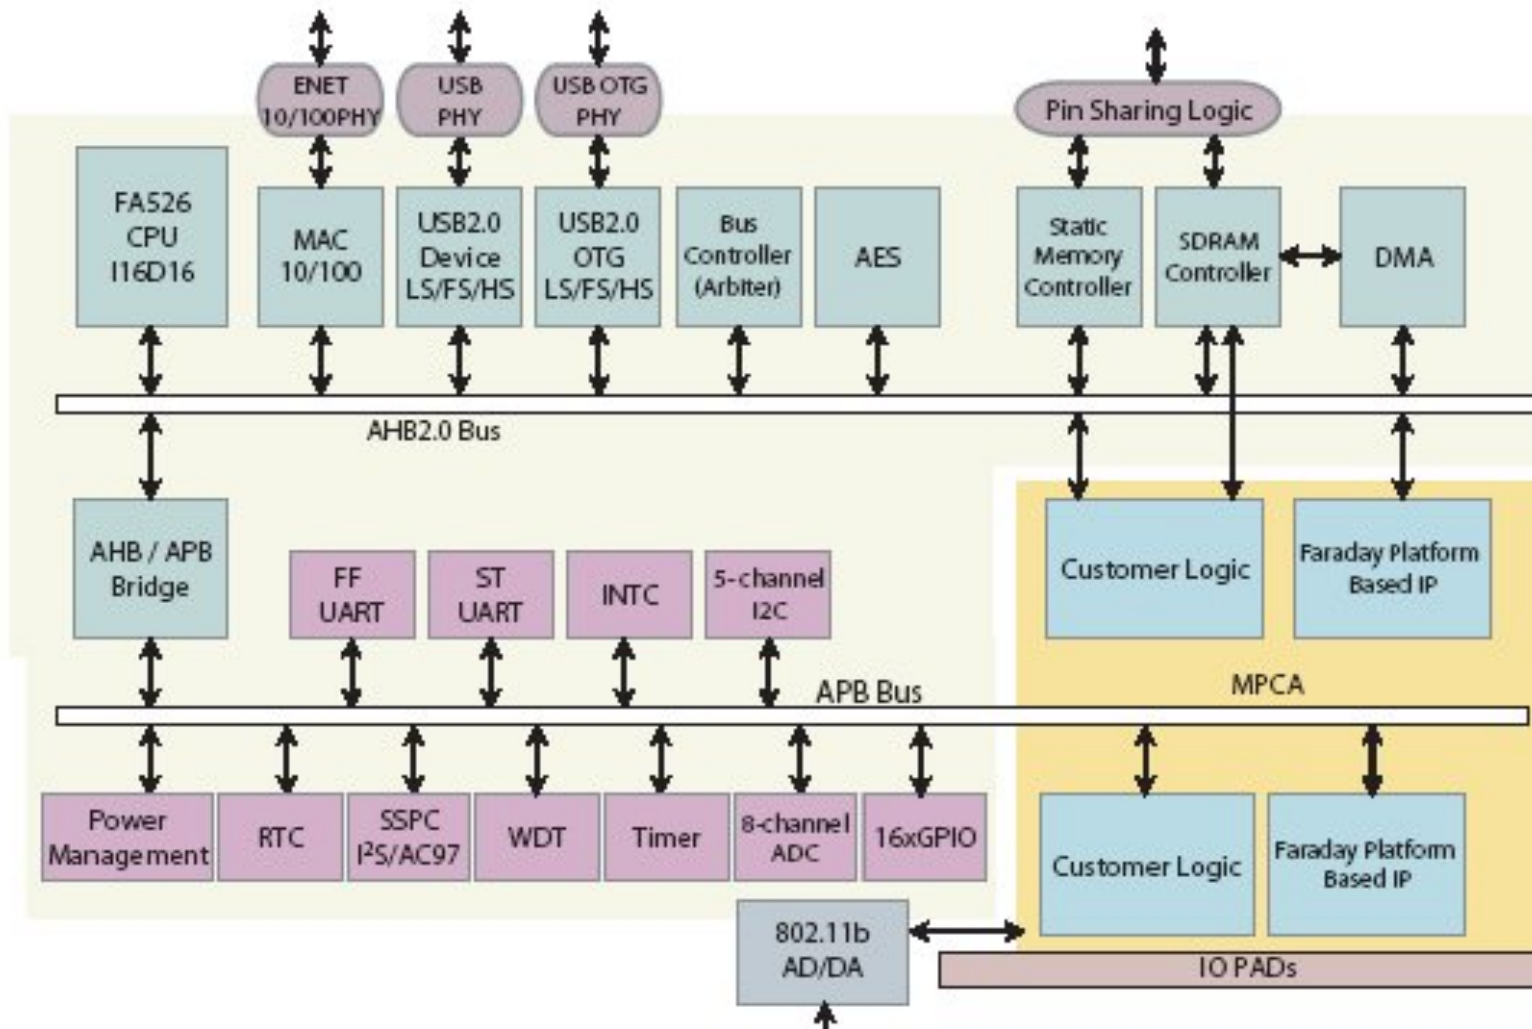 ENET
10/100PHY
USB
PHY
USB OTG
PHY
Pin Sharing Logic
FA526
CPU
I16D16
MAC
10/100
USB2.0
Device
LS/FS/HS
USB2.0
OTG
LS/FS/HS
Bus
Controller
(Arbiter)
AES
Static
Memory
Controller
SDRAM
Controller
DMA
AHB2.0 Bus
AHB / APB
Bridge
FF
UART
ST
UART
INTC
5-channel
I2C
Customer Logic
Faraday Platform
Based IP
MPCA
APB Bus
Power
Management
RTC
SSPC
I²S/AC97
WDT
Timer
8-channel
ADC
16xGPIO
Customer Logic
Faraday Platform
Based IP
802.11b
AD/DA
IO PADs